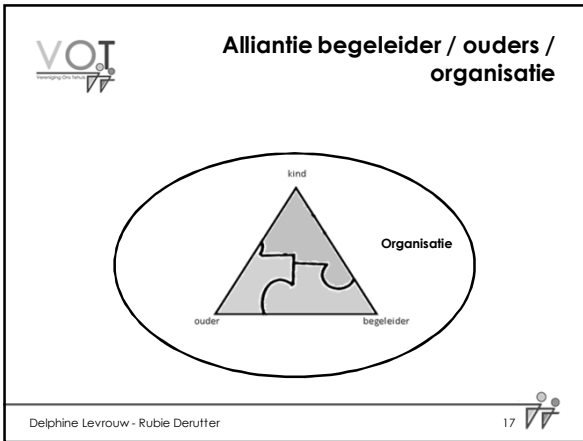 VOT
Vereniging Ons Tehuis
Alliantie begeleider / ouders /
organisatie
kind
Organisatie
ouder
begeleider
Delphine Levrouw - Rubie Derutter
17